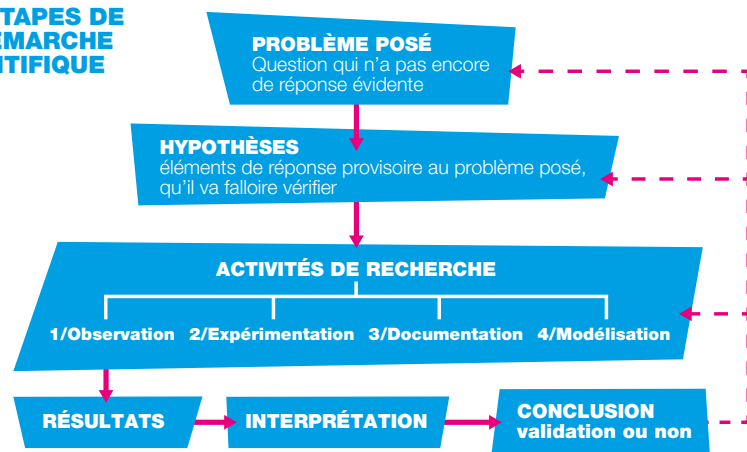 TAPES DE
ÉMARCHE
NTIFIQUE
PROBLÈME POSÉ
Question qui n'a pas encore
de réponse évidente
HYPOTHÈSES
éléments de réponse provisoire au problème posé,
qu'il va falloire vérifier
ACTIVITÉS DE RECHERCHE
1/Observation 2/Expérimentation 3/Documentation 4/Modélisation
RÉSULTATS
INTERPRÉTATION
CONCLUSION
validation ou non